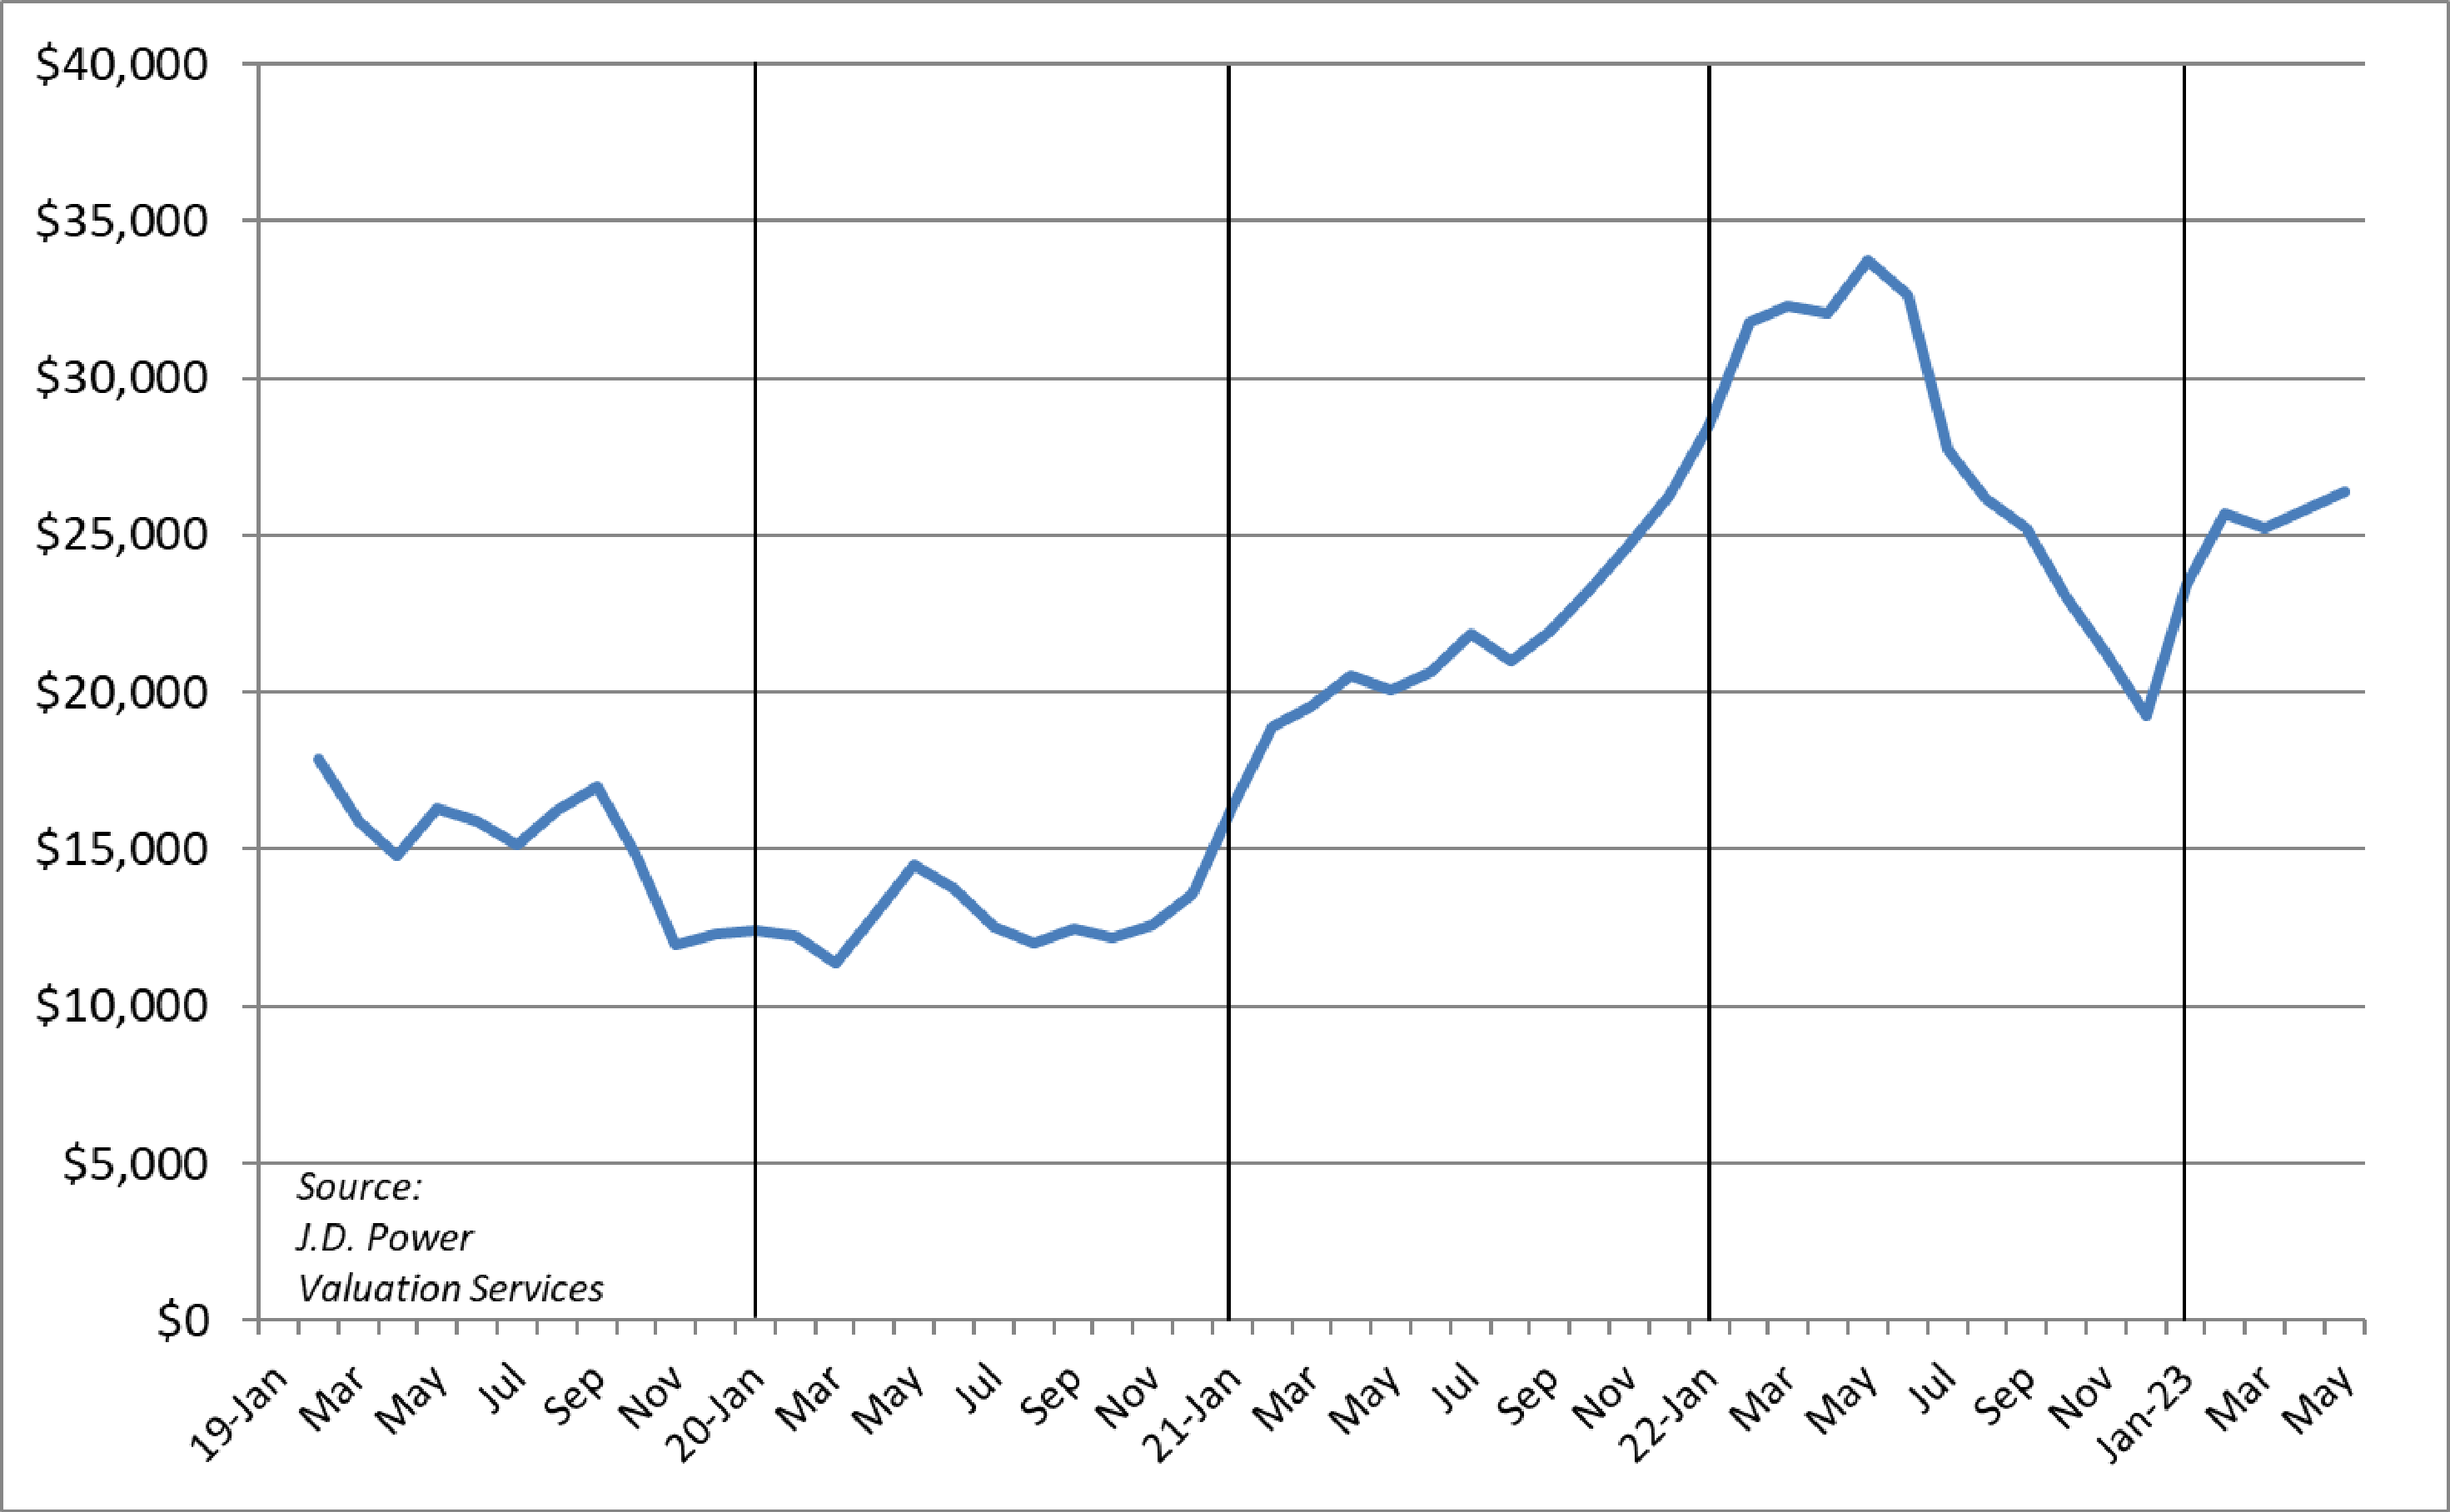 $40,000
$35,000
$30,000
$25,000
$20,000
$15,000
$10,000
$5,000
$0
Source:
J.D. Power
Valuation Services
19-Jan
Mar
May
Jul
Sep
Nov
20-Jan
Mar
May
Jul
Sep
Nov
21-Jan
Mar
May
Jul
Sep
Nov
22-Jan
Mar
May
Jul
Sep
Nov
Jan-23
Mar
May